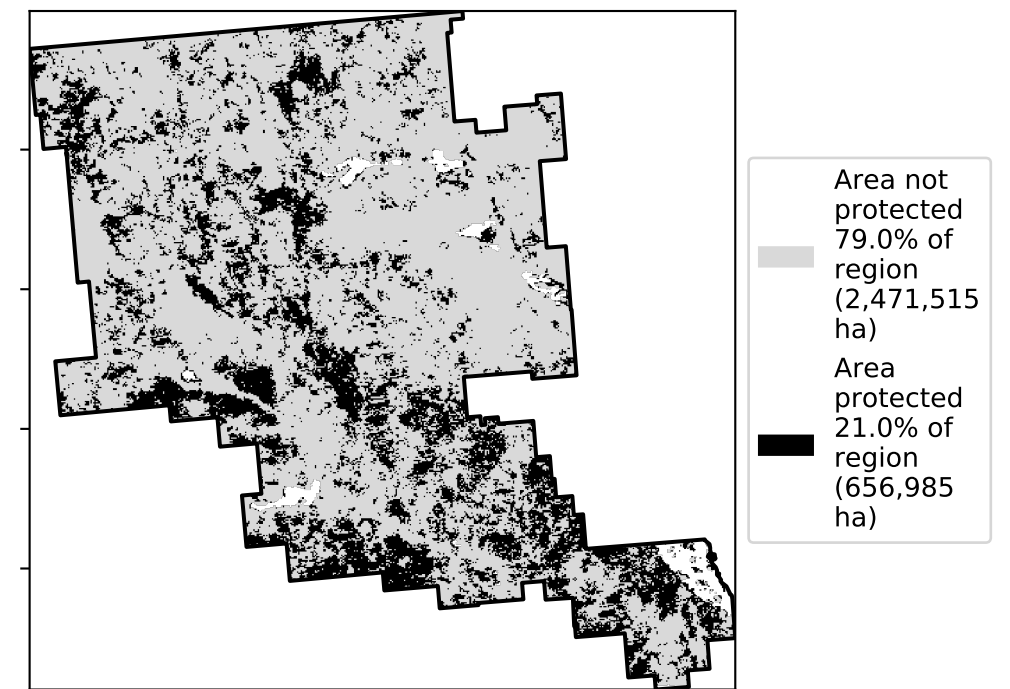 Area not
protected
79.0% of
region
(2,471,515
ha)
Area
protected
21.0% of
region
(656,985
ha)